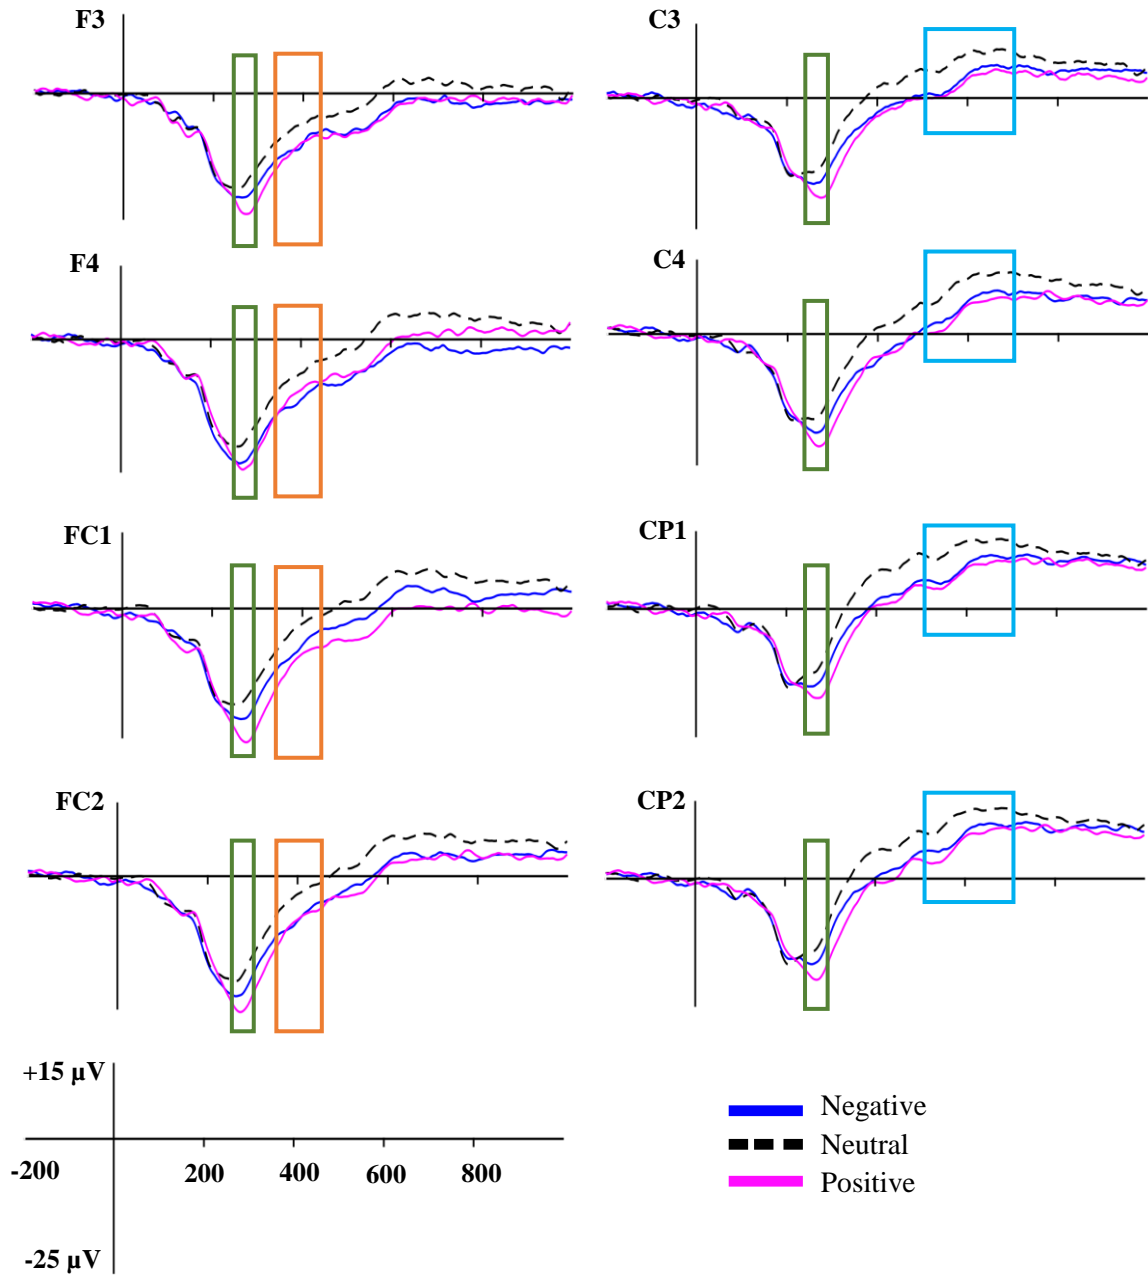 F3
C3
F4
C4
FC1
CP1
FC2
CP2
+15 µV
-200
200
400
600
800
-25 µV
Negative
Neutral
Positive